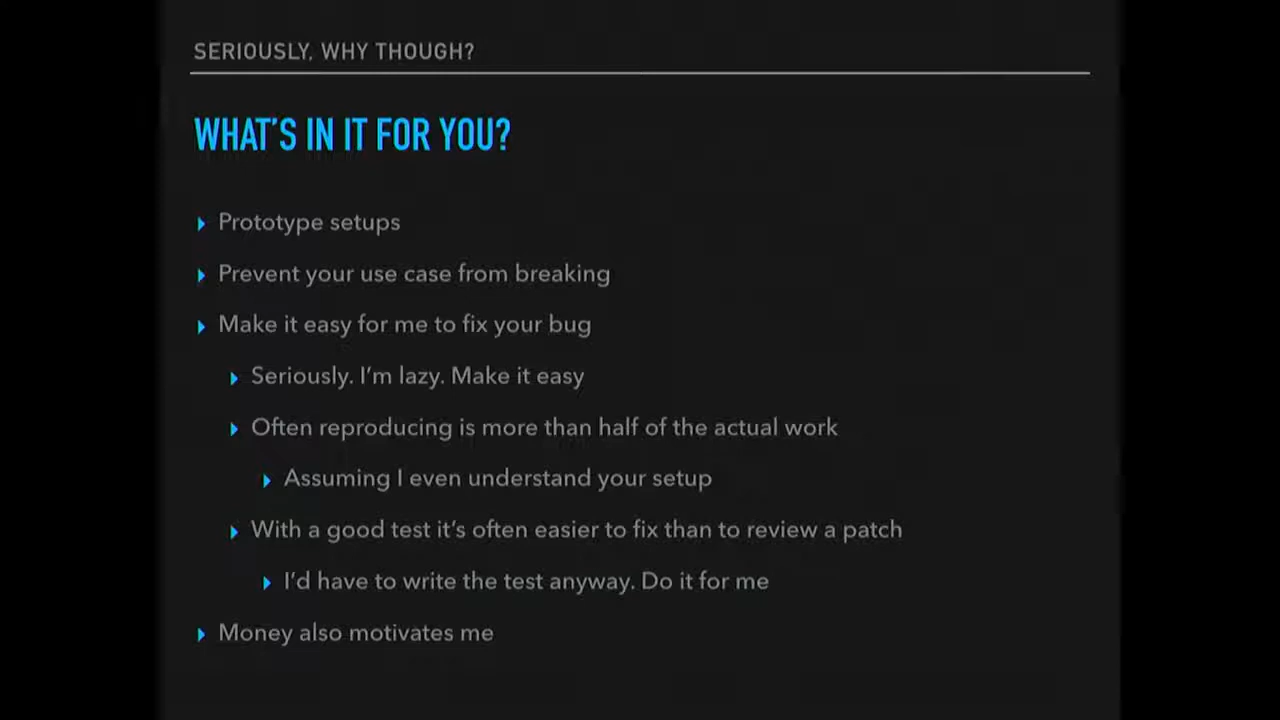 SERIOUSLY, WHY THOUGH?
WHAT'S IN IT FOR YOU?
Prototype setups
Prevent your use case from breaking
Make it easy for me to fix your bug
Seriously. I'm lazy. Make it easy
Often reproducing is more than half of the actual work
Assuming I even understand your setup
With a good test it's often easier to fix than to review a patch
I'd have to write the test anyway. Do it for me
Money also motivates me